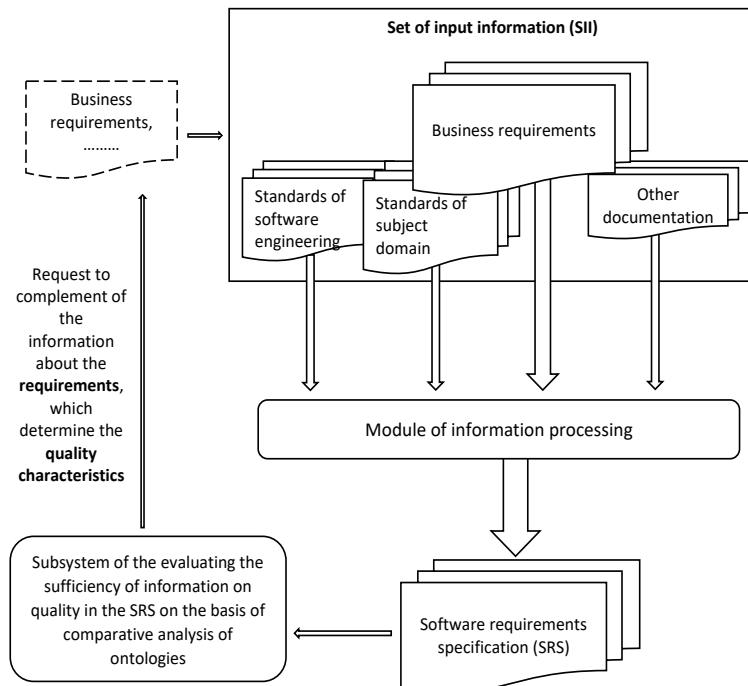 Set of input information (SII)
Business
requirements,
………
Business requirements
Standards of
software
engineering
Standards of
subject
domain
Other
documentation
Request to
complement of
the
information
about the
requirements,
which
determine the
quality
characteristics
Module of information processing
Subsystem of the evaluating the
sufficiency of information on
quality in the SRS on the basis of
comparative analysis of
ontologies
Software requirements
specification (SRS)